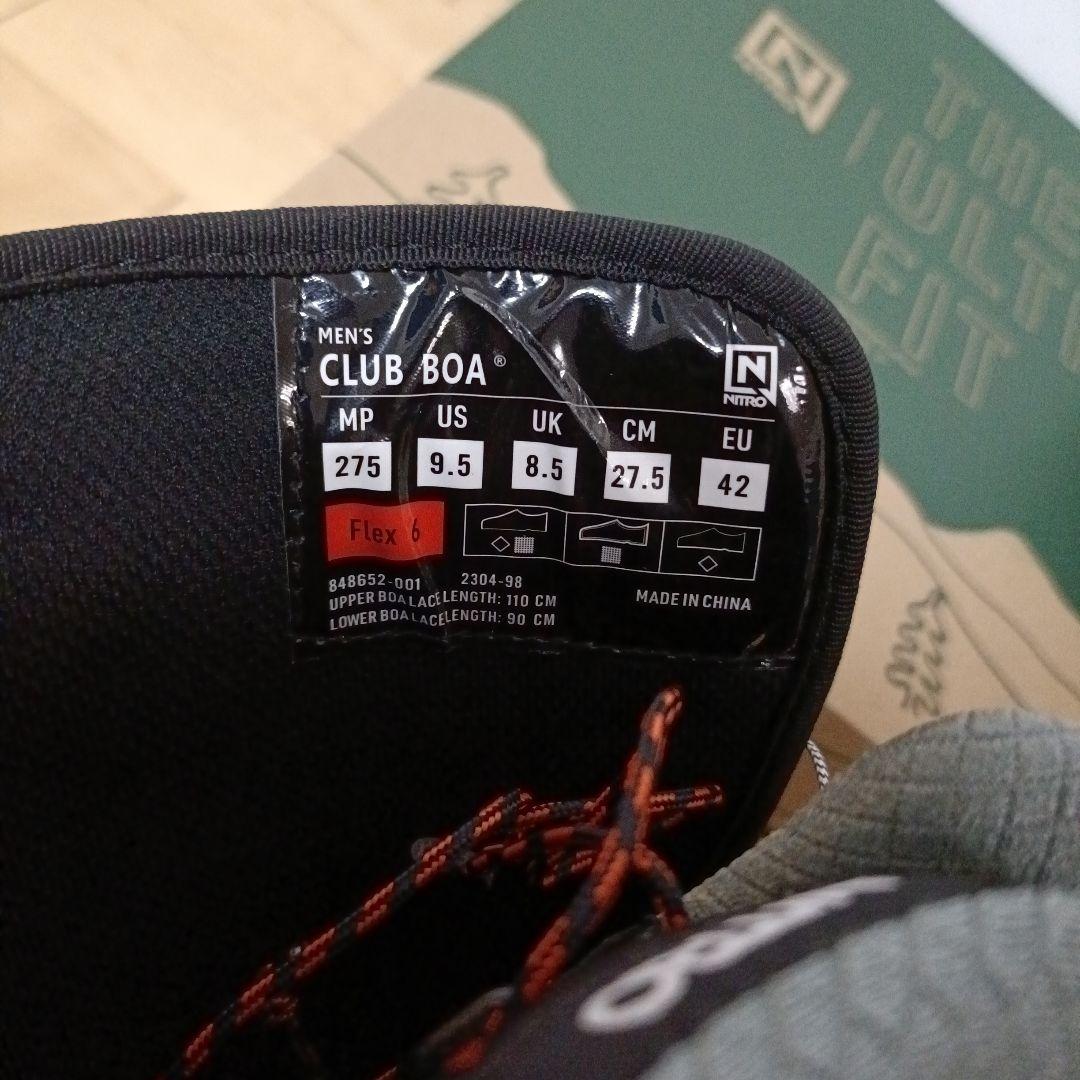 MEN'S
CLUB BOA®
N
NITRO
MP US UK CM EU
275 9.5 8.5 27.5 42
Flex 6
848652-001 2304-98
UPPER BOA LACE LENGTH: 110 CM
LOWER BOA LACE LENGTH: 90 CM
MADE IN CHINA
N
THE
FIT